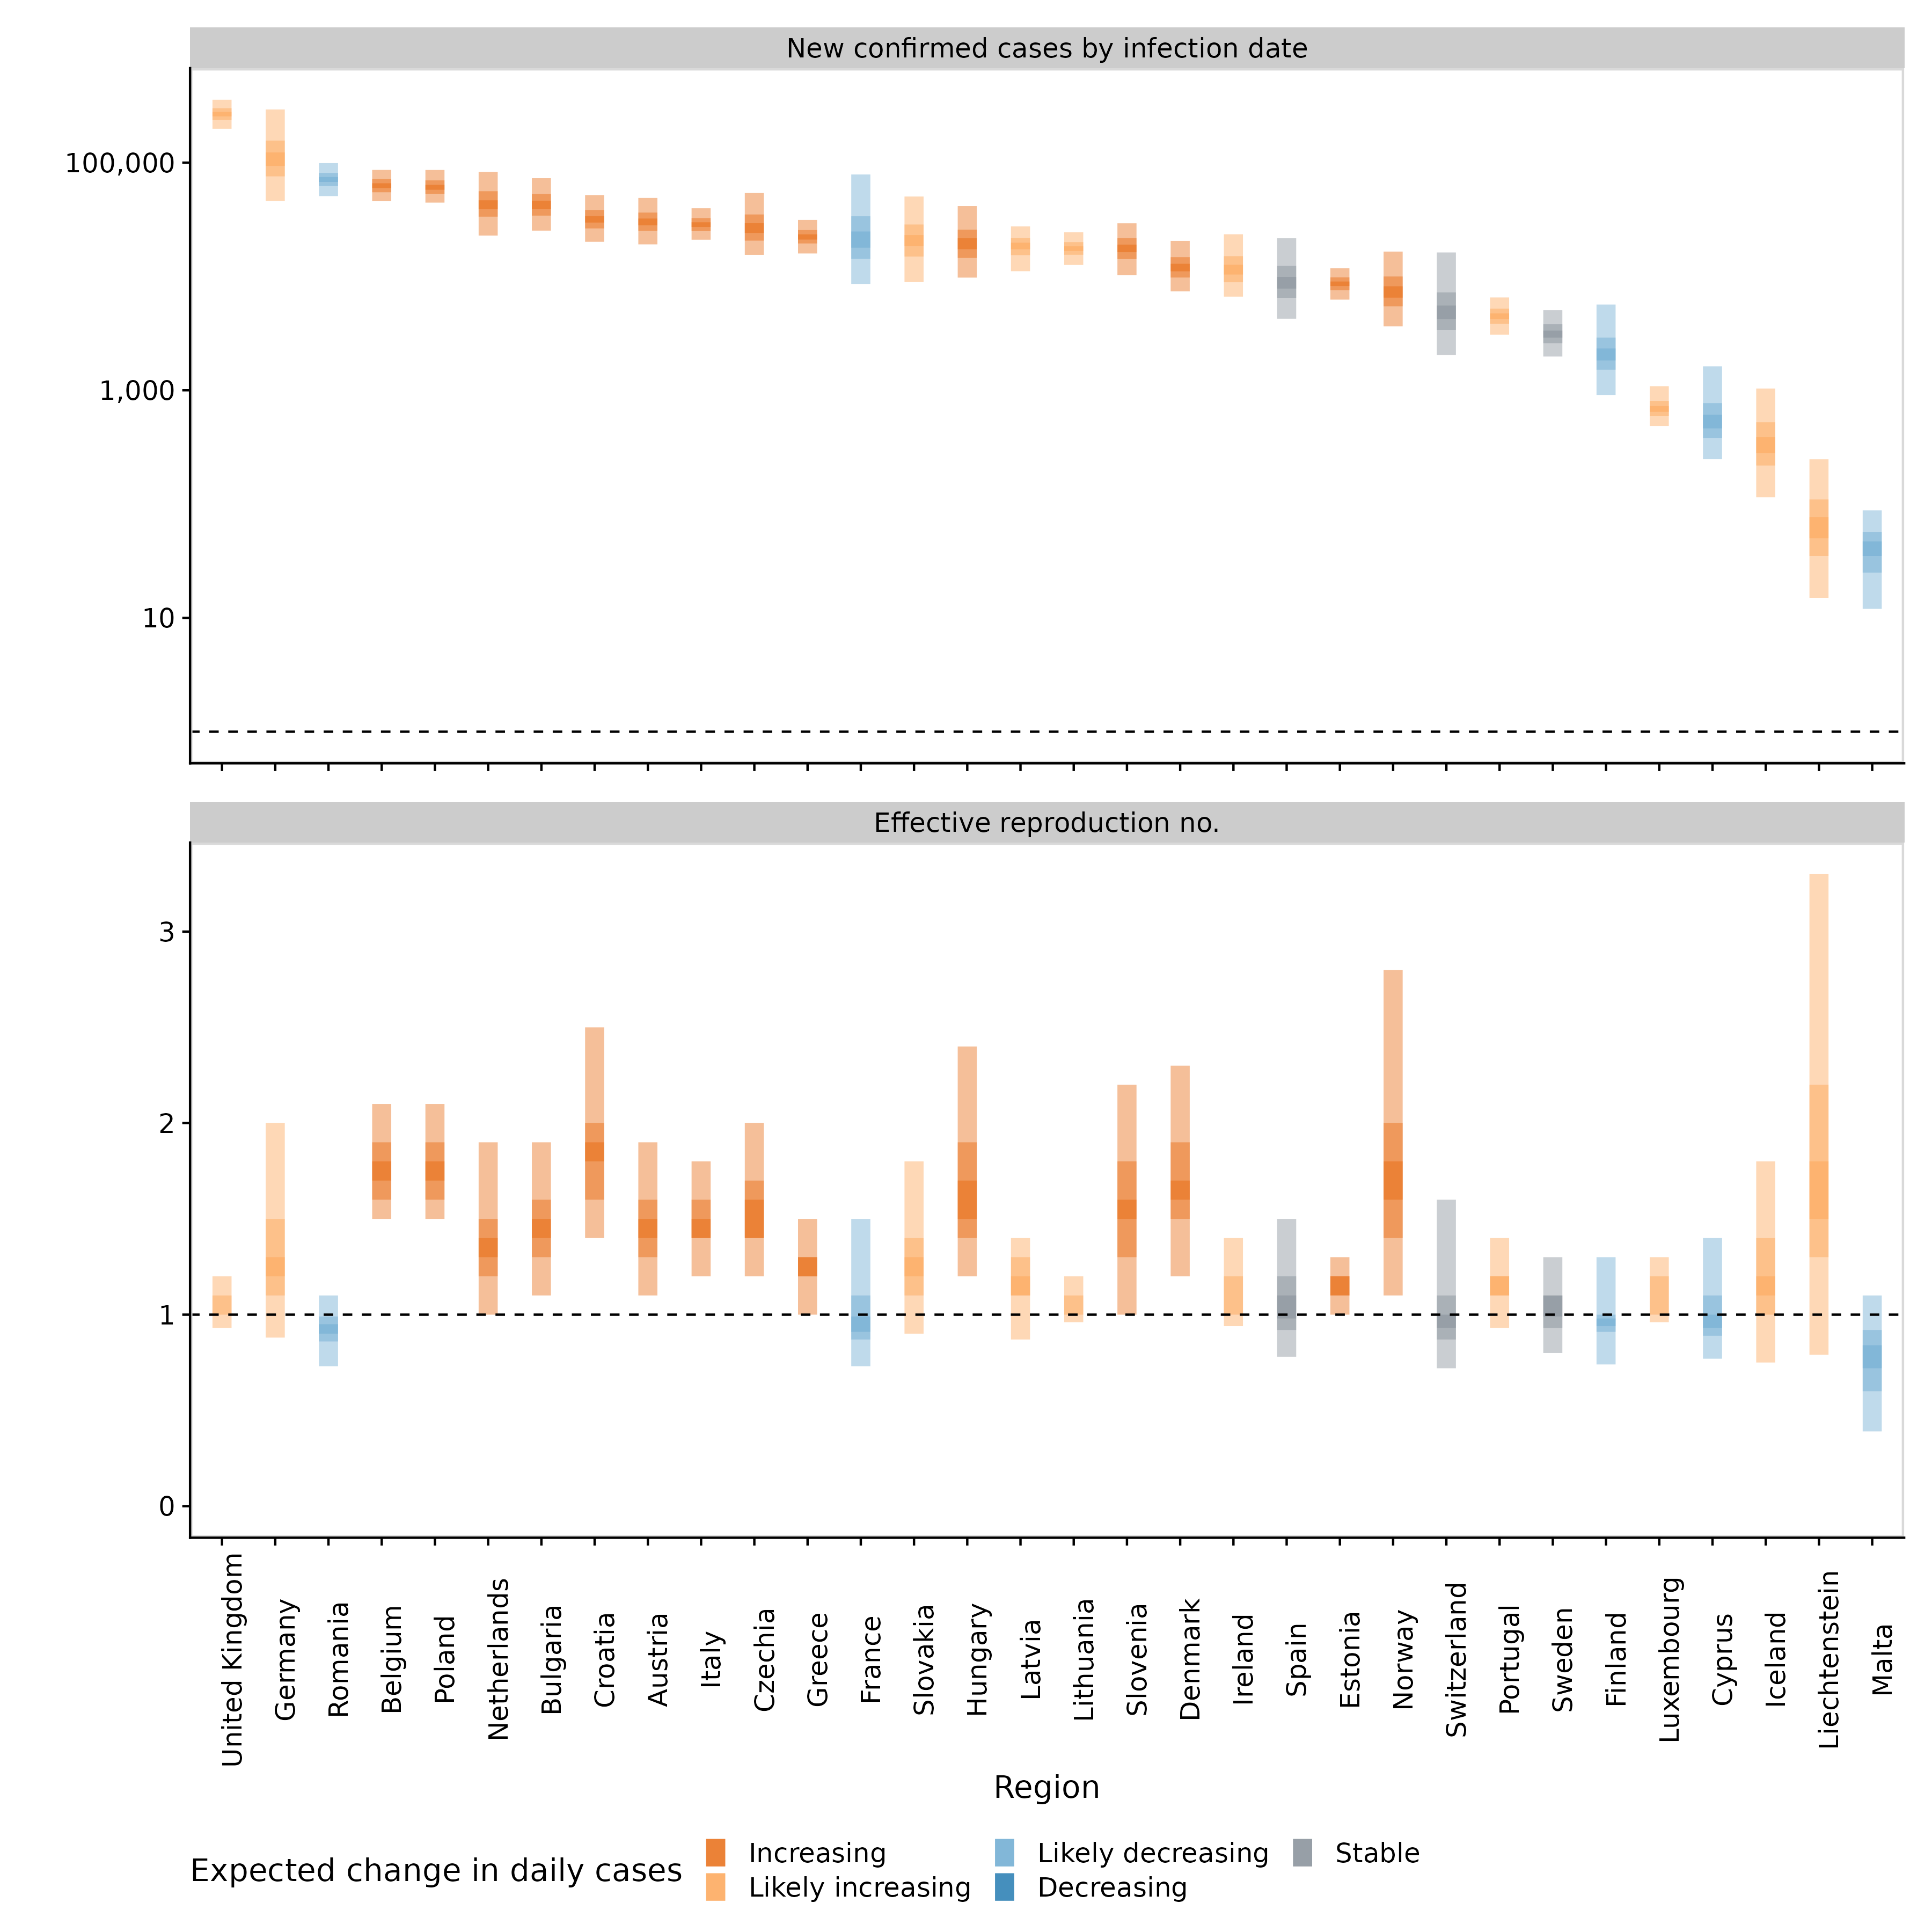 New confirmed cases by infection date
100,000
1,000
10
Effective reproduction no.
3
2
1
0
United Kingdom
Germany
Romania
Belgium
Poland
Netherlands
Bulgaria
Croatia
Austria
Italy
Czechia
Greece
France
Slovakia
Hungary
Latvia
Lithuania
Slovenia
Denmark
Ireland
Spain
Estonia
Norway
Switzerland
Portugal
Sweden
Finland
Luxembourg
Cyprus
Iceland
Liechtenstein
Malta
Region
Expected change in daily cases
Increasing
Likely increasing
Likely decreasing
Decreasing
Stable